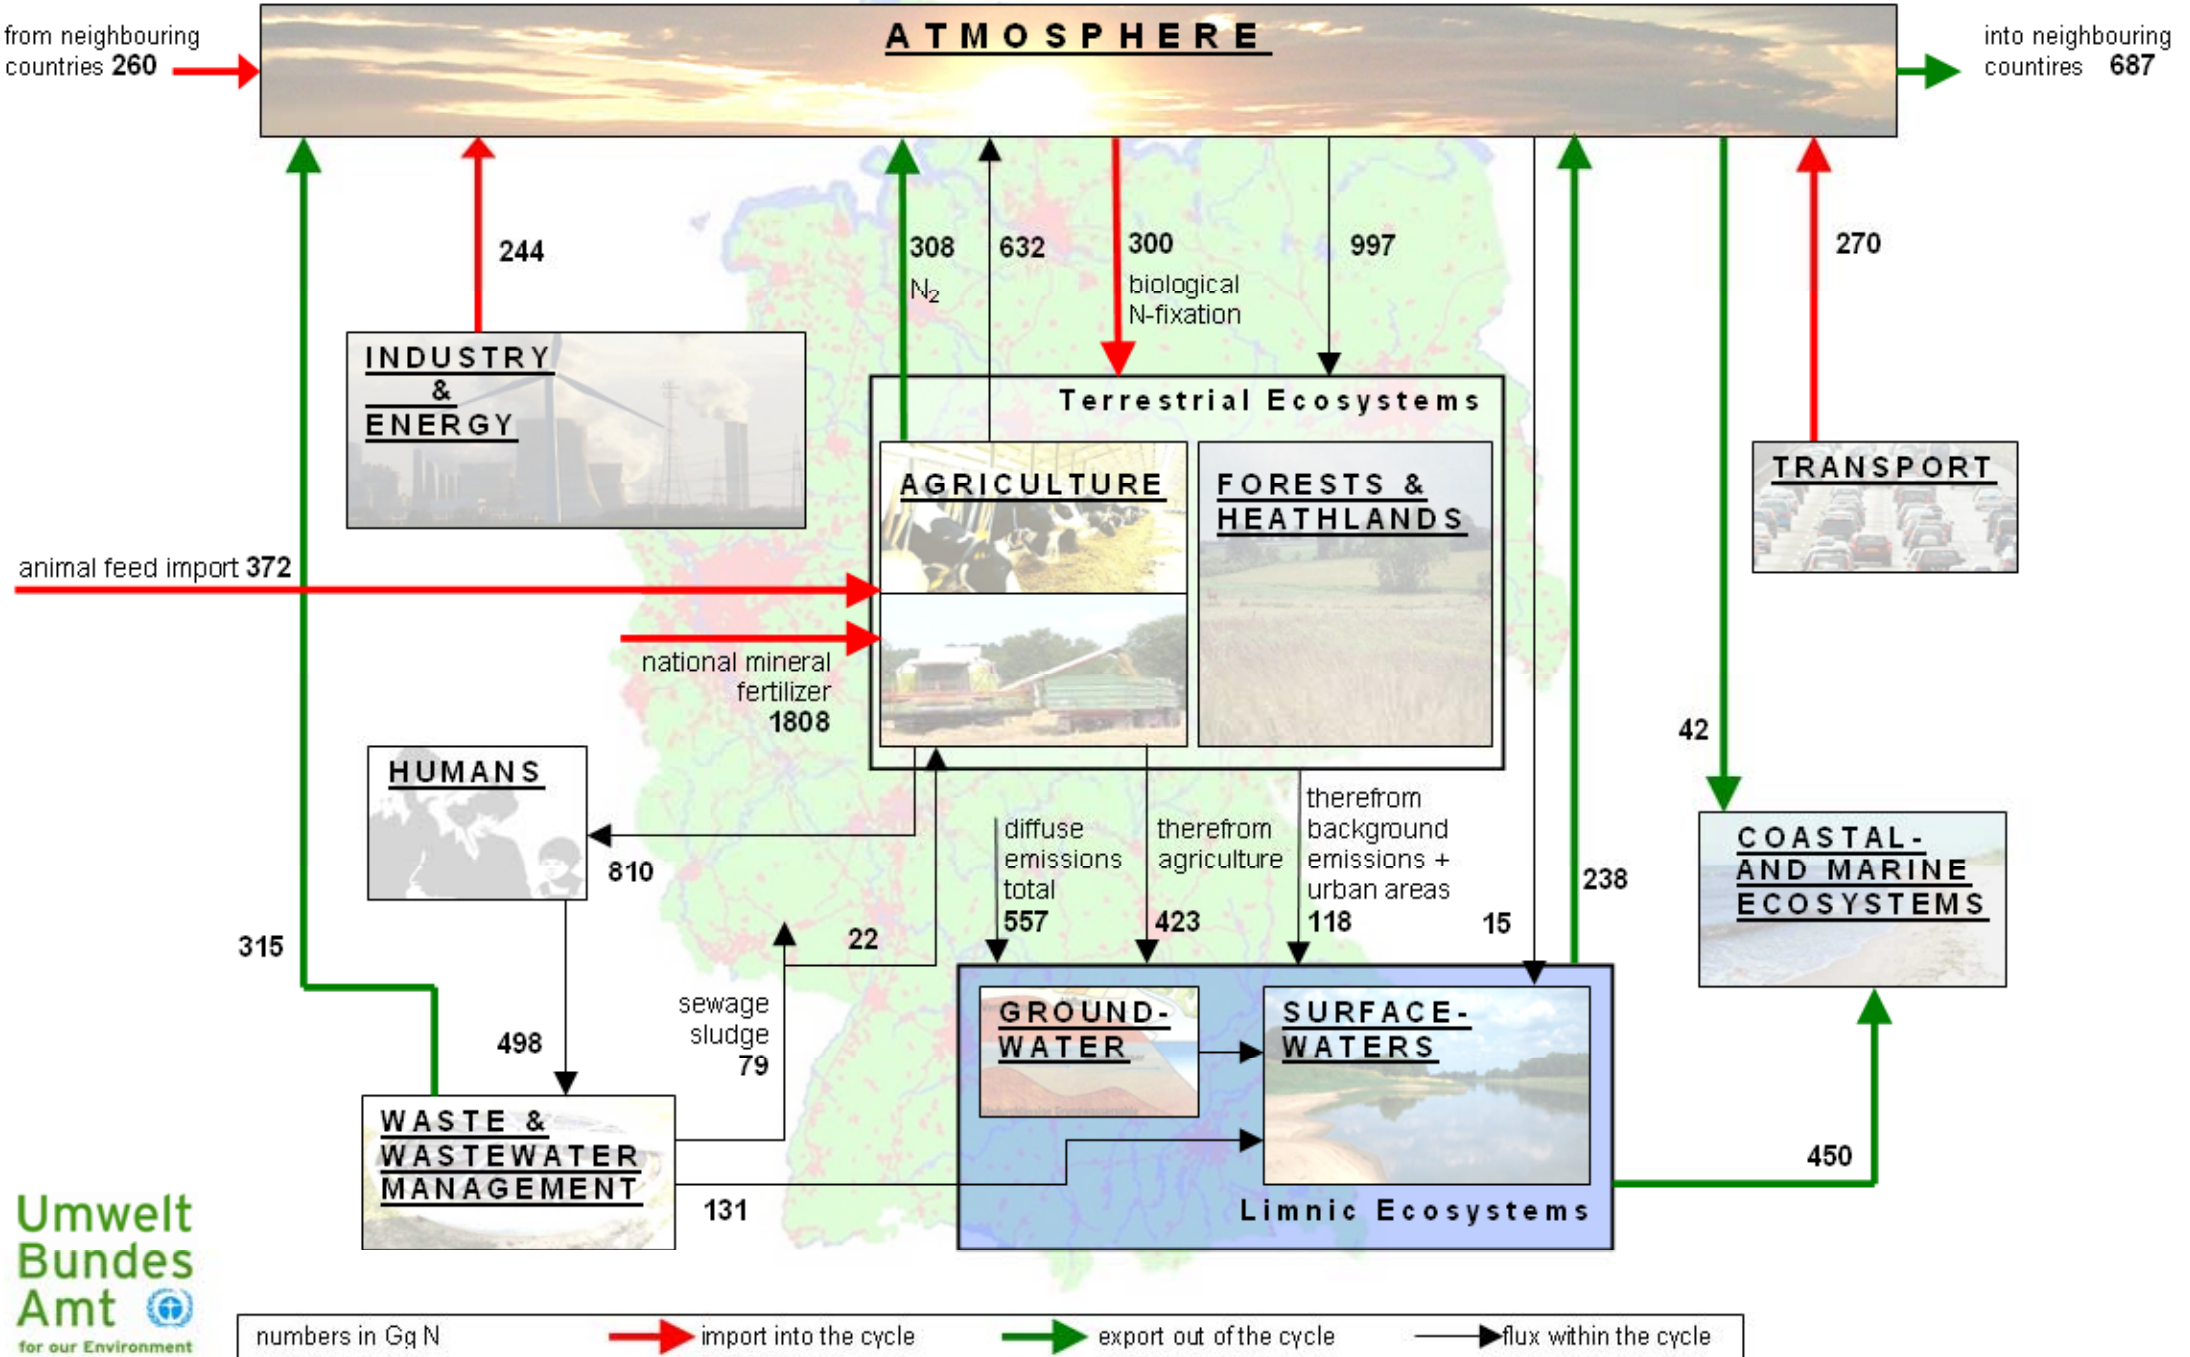 ATMOSPHERE
from neighbouring
countries 260
into neighbouring
countires 687
244
308
N₂
632
300
biological
N-fixation
997
270
INDUSTRY
&
ENERGY
Terrestrial Ecosystems
AGRICULTURE
FORESTS &
HEATHLANDS
TRANSPORT
animal feed import 372
national mineral
fertilizer
1808
42
HUMANS
810
diffuse
emissions
total
557
therefrom
agriculture
423
therefrom
background
emissions +
urban areas
118
15
238
COASTAL-
AND MARINE
ECOSYSTEMS
315
22
498
sewage
sludge
79
GROUND-
WATER
SURFACE-
WATERS
WASTE &
WASTEWATER
MANAGEMENT
131
Limnic Ecosystems
450
Umwelt
Bundes
Amt
for our Environment
numbers in Gg N
import into the cycle
export out of the cycle
flux within the cycle